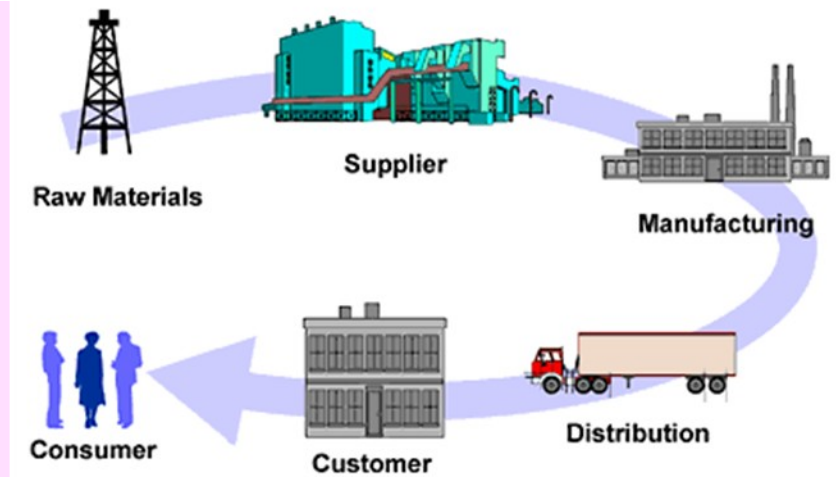 Raw Materials
Supplier
Manufacturing
Distribution
Customer
Consumer